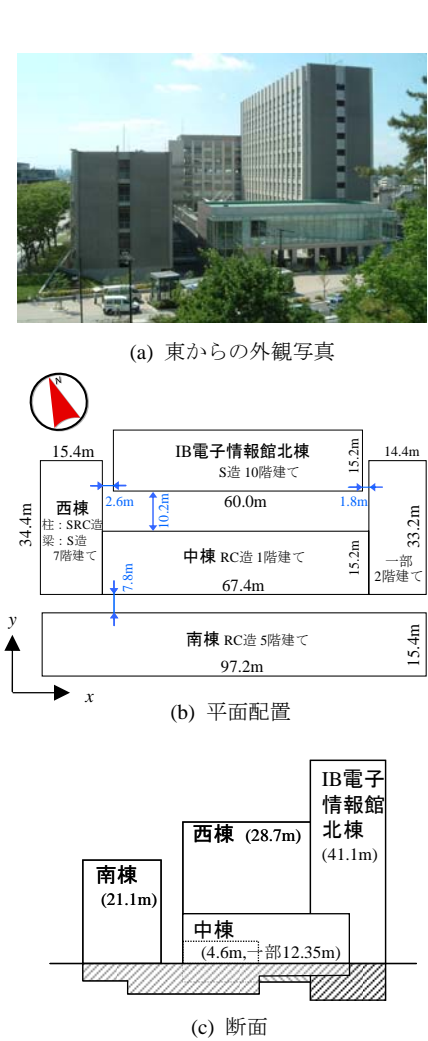 (a) 東からの外観写真
N
15.4m
IB電子情報館北棟
S造 10階建て
15.2m
14.4m
34.4m
西棟
柱：SRC造
梁：S造
7階建て
2.6m
10.2m
60.0m
1.8m
33.2m
中棟 RC造 1階建て
15.2m
一部
2階建て
67.4m
7.8m
南棟 RC造 5階建て
97.2m
15.4m
y
x
(b) 平面配置
IB電子
情報館
北棟
(41.1m)
西棟 (28.7m)
南棟
(21.1m)
中棟
(4.6m,一部12.35m)
(c) 断面